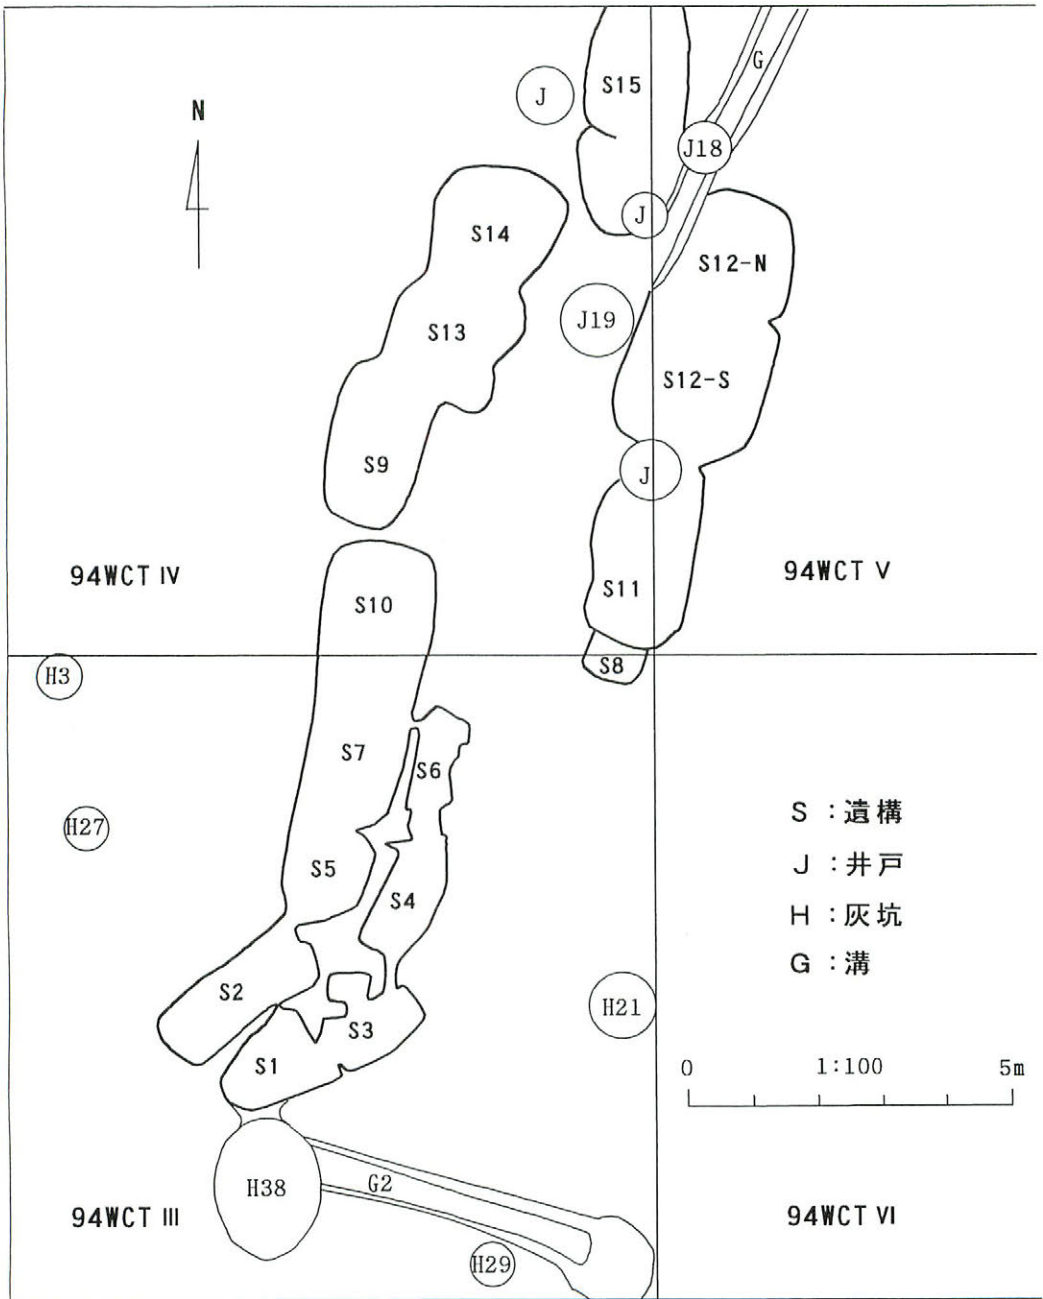 G
S15
J
N
J18
J
S14
S12-N
J19
S13
S12-S
S9
J
94WCT Ⅳ
94WCT Ⅴ
S11
S10
H3
S8
S7
S6
H27
S : 遺構
S5
J : 井戸
S4
H : 灰坑
G : 溝
S2
H21
S3
S1
0 1:100 5m
H38
G2
94WCT Ⅲ
94WCT Ⅵ
H29